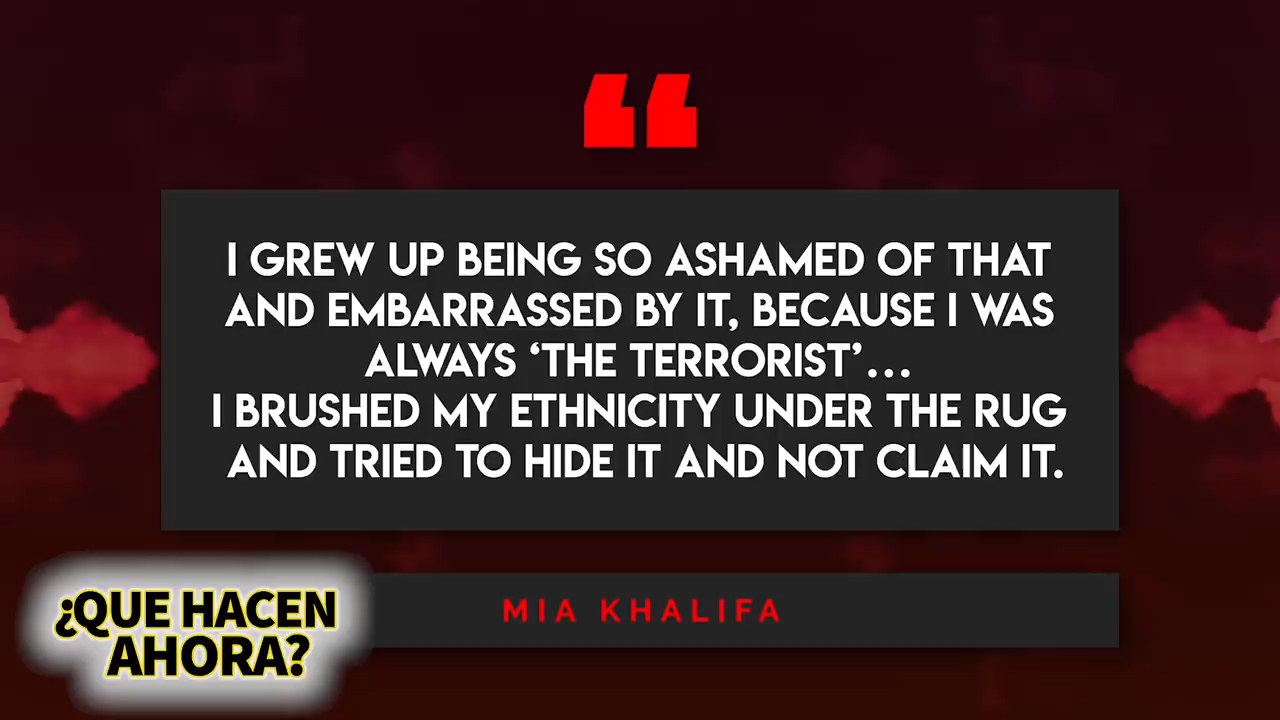 ❝
I GREW UP BEING SO ASHAMED OF THAT
AND EMBARRASSED BY IT, BECAUSE I WAS
ALWAYS ‘THE TERRORIST’...
I BRUSHED MY ETHNICITY UNDER THE RUG
AND TRIED TO HIDE IT AND NOT CLAIM IT.
MIA KHALIFA
¿QUE HACEN
AHORA?